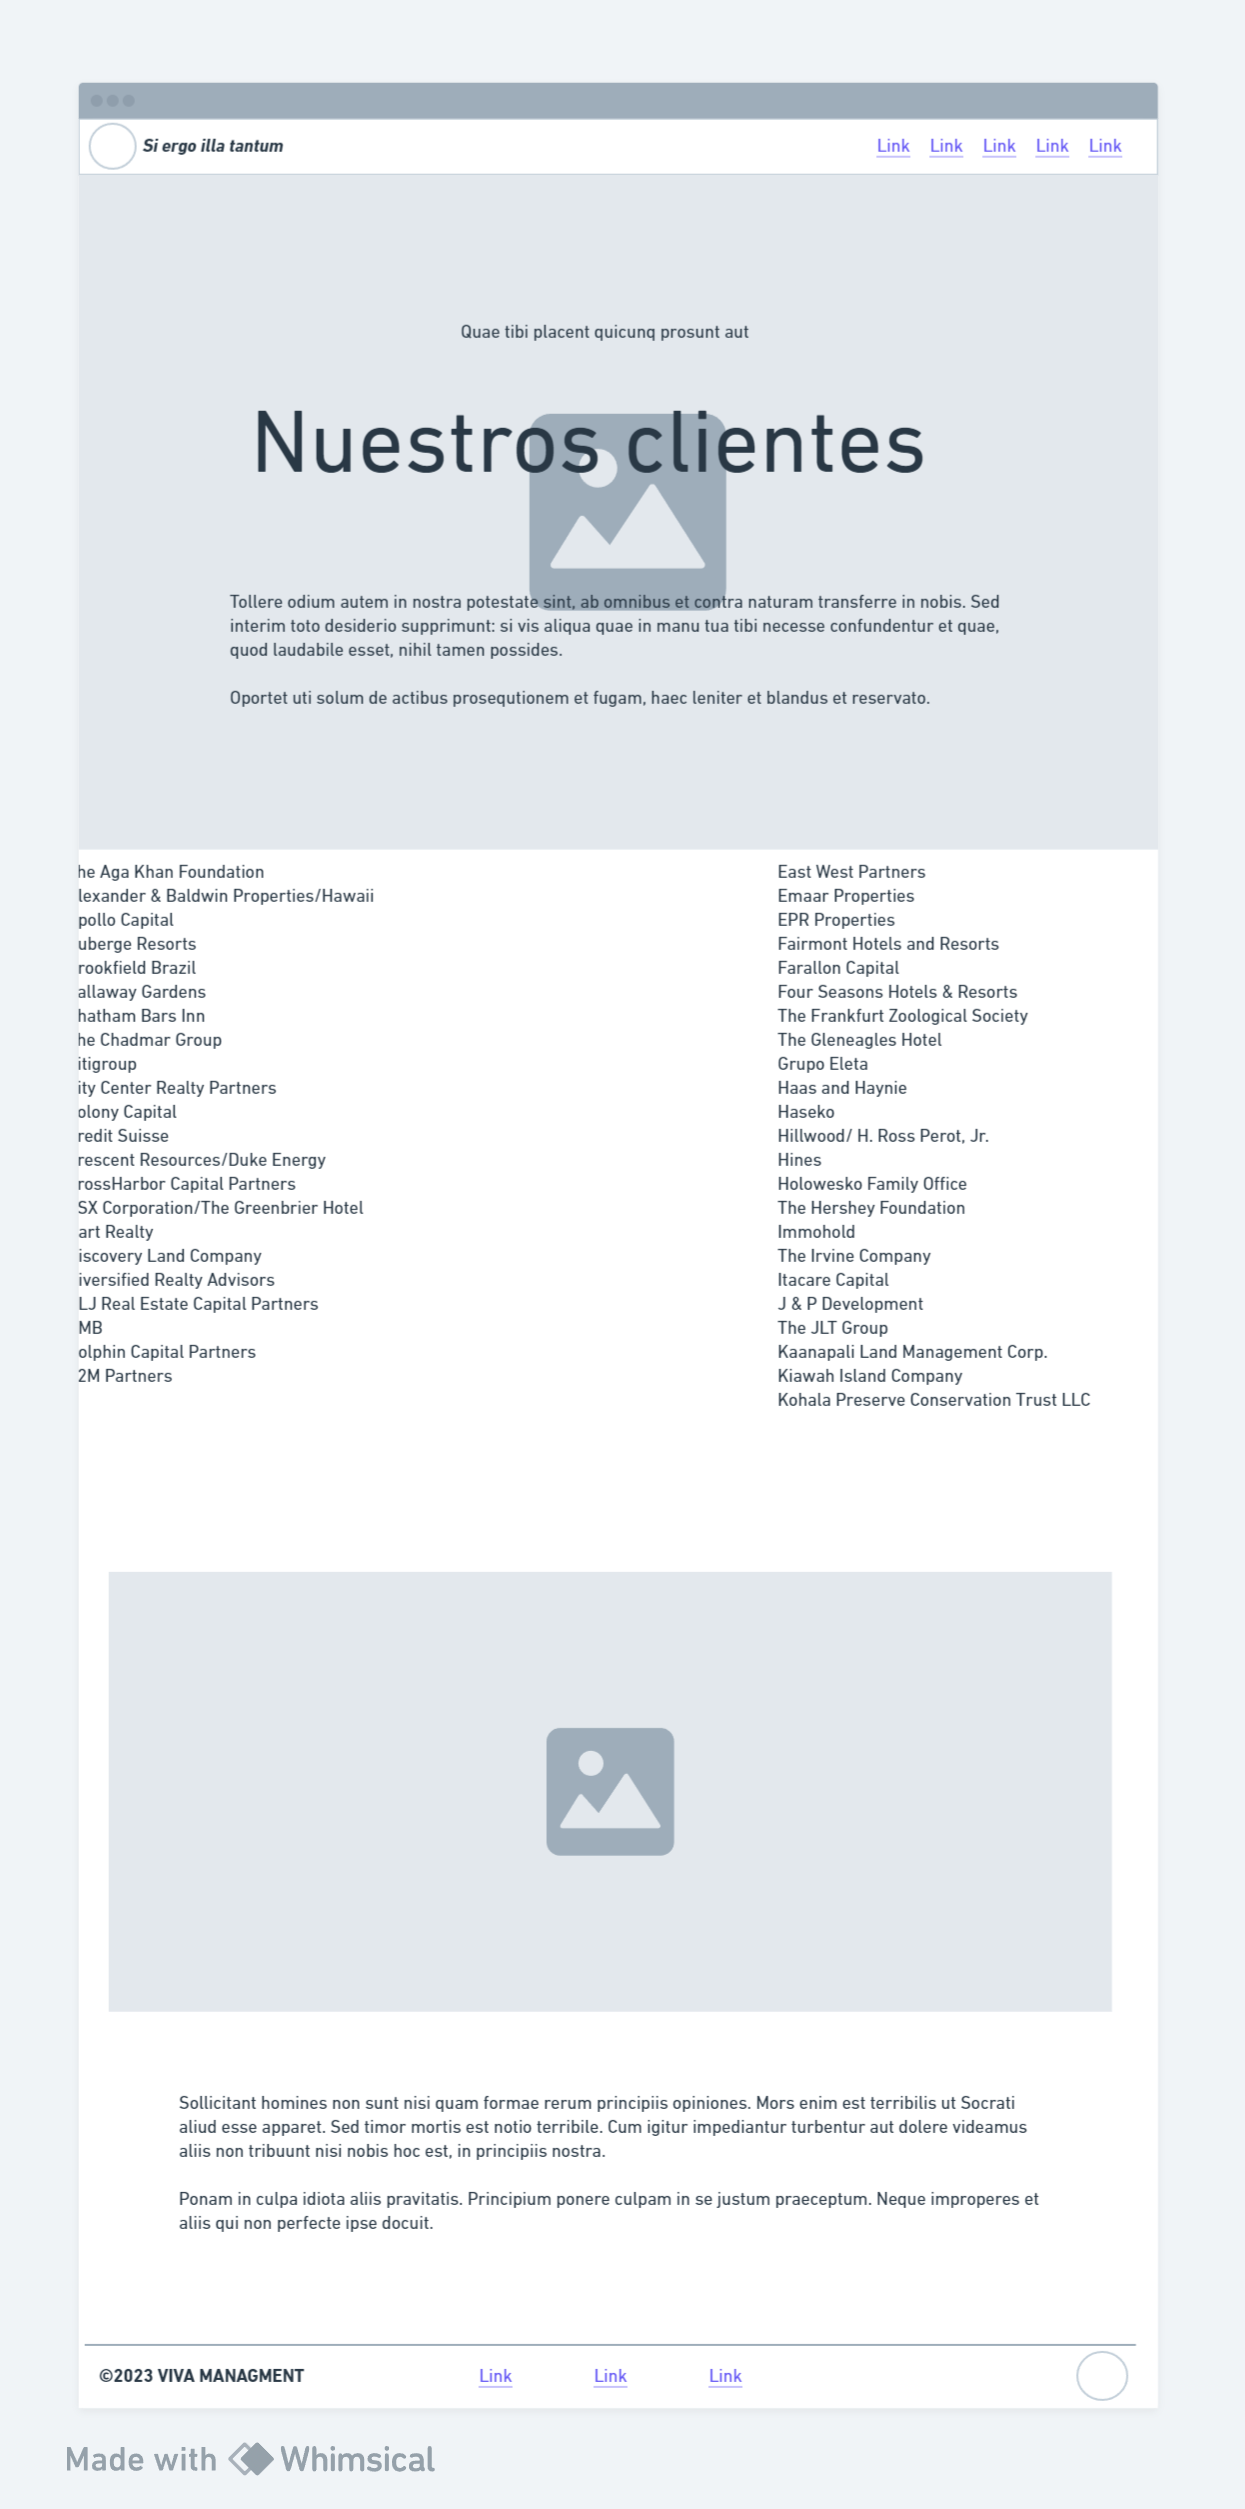 Si ergo illa tantum
Link Link Link Link Link
Quae tibi placent quicunq prosunt aut
Nuestros clientes
Tollere odium autem in nostra potestate sint, ab omnibus et contra naturam transferre in nobis. Sed
interim toto desiderio supprimunt: si vis aliqua quae in manu tua tibi necesse confundentur et quae,
quod laudabile esset, nihil tamen possides.
Oportet uti solum de actibus prosequtionem et fugam, haec leniter et blandus et reservato.
he Aga Khan Foundation
lexander & Baldwin Properties/Hawaii
pollo Capital
uberge Resorts
rookfield Brazil
allaway Gardens
hatham Bars Inn
he Chadmar Group
itigroup
ity Center Realty Partners
olony Capital
redit Suisse
rescent Resources/Duke Energy
rossHarbor Capital Partners
SX Corporation/The Greenbrier Hotel
art Realty
iscovery Land Company
iversified Realty Advisors
LJ Real Estate Capital Partners
MB
olphin Capital Partners
2M Partners
East West Partners
Emaar Properties
EPR Properties
Fairmont Hotels and Resorts
Farallon Capital
Four Seasons Hotels & Resorts
The Frankfurt Zoological Society
The Gleneagles Hotel
Grupo Eleta
Haas and Haynie
Haseko
Hillwood/ H. Ross Perot, Jr.
Hines
Holowesko Family Office
The Hershey Foundation
Immohold
The Irvine Company
Itacare Capital
J & P Development
The JLT Group
Kaanapali Land Management Corp.
Kiawah Island Company
Kohala Preserve Conservation Trust LLC
Sollicitant homines non sunt nisi quam formae rerum principiis opiniones. Mors enim est terribilis ut Socrati
aliud esse apparet. Sed timor mortis est notio terribile. Cum igitur impediantur turbentur aut dolere videamus
aliis non tribuunt nisi nobis hoc est, in principiis nostra.
Ponam in culpa idiota aliis pravitatis. Principium ponere culpam in se justum praeceptum. Neque improperes et
aliis qui non perfecte ipse docuit.
©2023 VIVA MANAGMENT
Link Link Link
Made with Whimsical